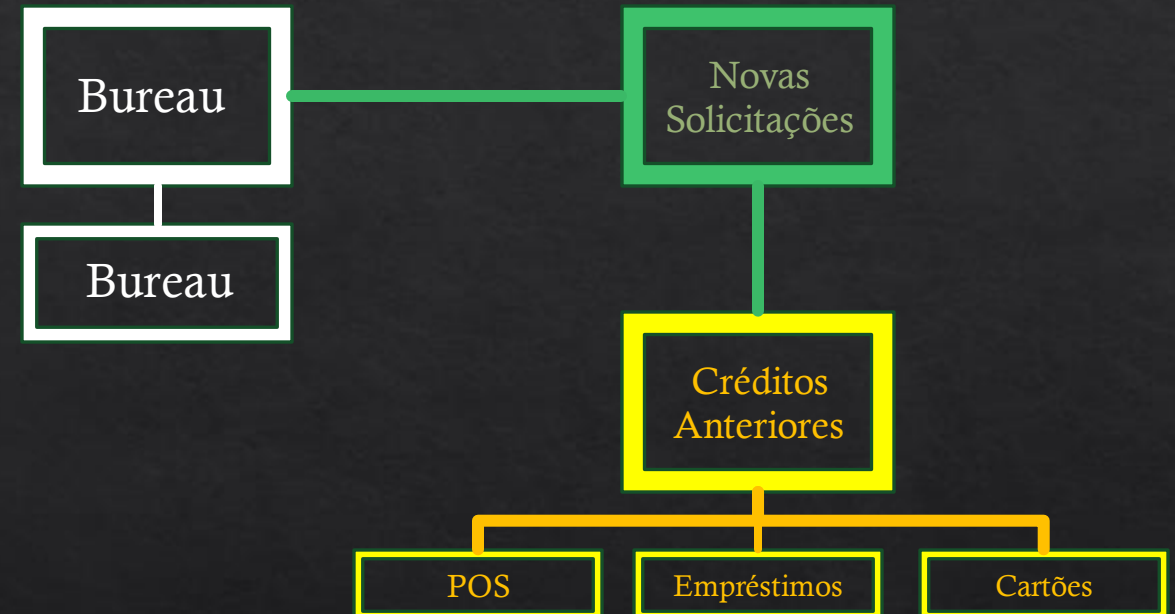 Bureau
Novas
Solicitações
Bureau
Créditos
Anteriores
POS
Empréstimos
Cartões